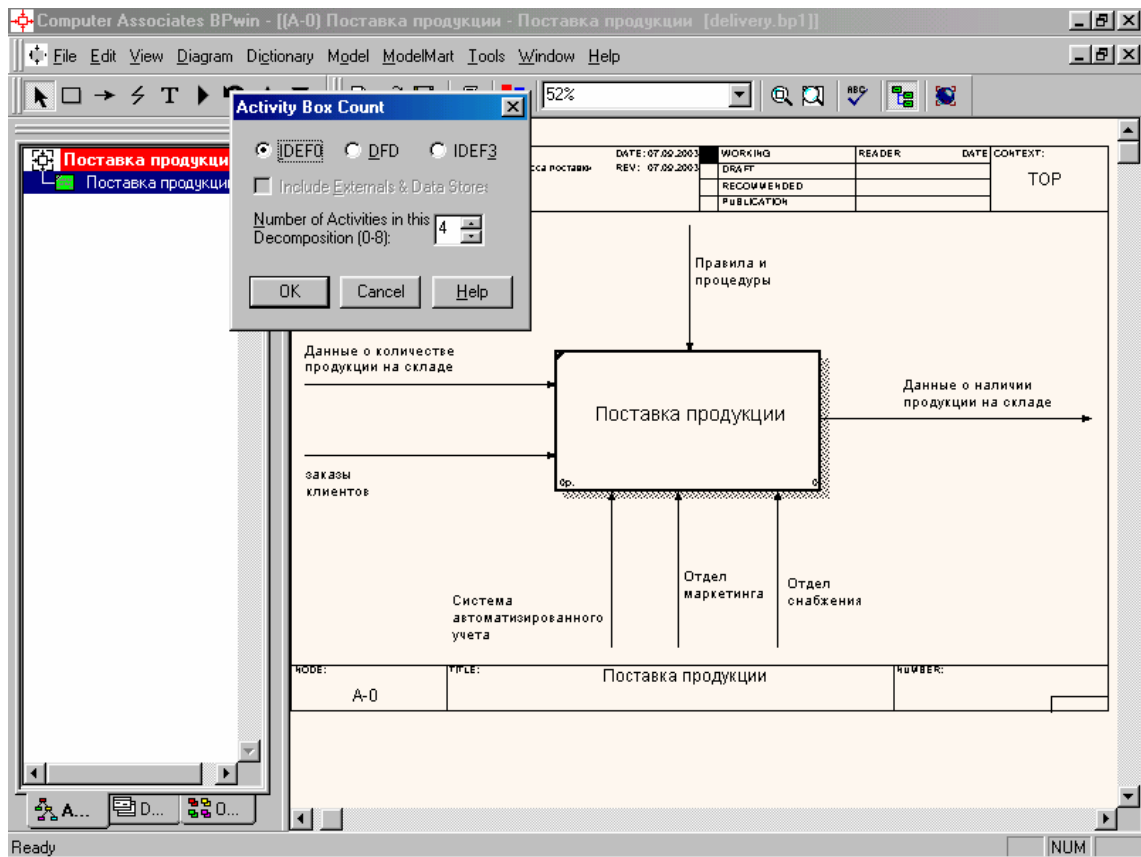 Computer Associates BPwin - [(A-0) Поставка продукции - Поставка продукции [delivery.bp1]]
File Edit View Diagram Dictionary Model ModelMart Tools Window Help
T
52%
ABC
Activity Box Count
IDEF0 DFD IDEF3
Include Externals & Data Stores
Number of Activities in this
Decomposition (0-8):
4
OK Cancel Help
Поставка продукци
Поставка продукци
DATE: 07.09.2003
REV: 07.09.2003
WORKING
DRAFT
RECOMMENDED
PUBLICATION
READER DATE
CONTEXT:
TOP
поставки
Правила и
процедуры
Данные о количестве
продукции на складе
Поставка продукции
0р. 0
Данные о наличии
продукции на складе
заказы
клиентов
Система
автоматизированного
учета
Отдел
маркетинга
Отдел
снабжения
NODE:
A-0
TITLE:
Поставка продукции
NUMBER:
A... D... O...
Ready
NUM